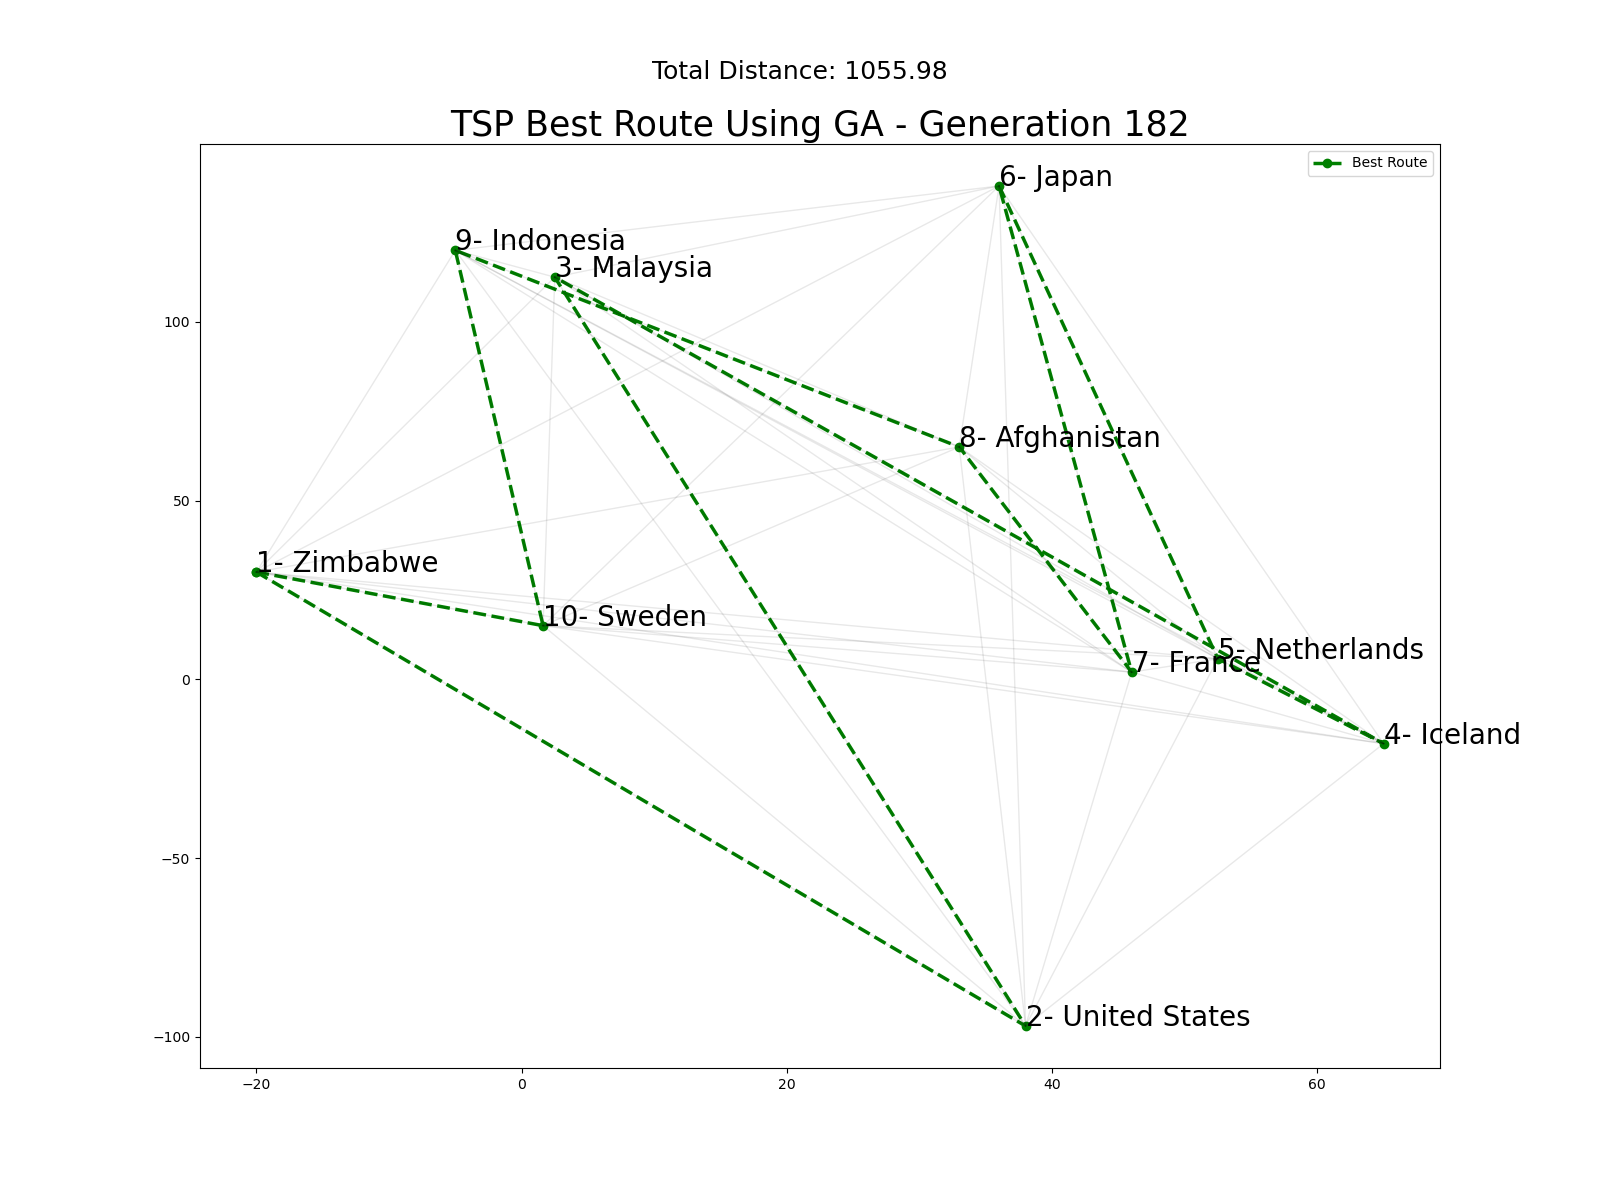 Total Distance: 1055.98
TSP Best Route Using GA - Generation 182
Best Route
6- Japan
9- Indonesia
3- Malaysia
100
8- Afghanistan
50
1- Zimbabwe
10- Sweden
5- Netherlands
7- France
0
4- Iceland
−50
2- United States
−100
−20 0 20 40 60